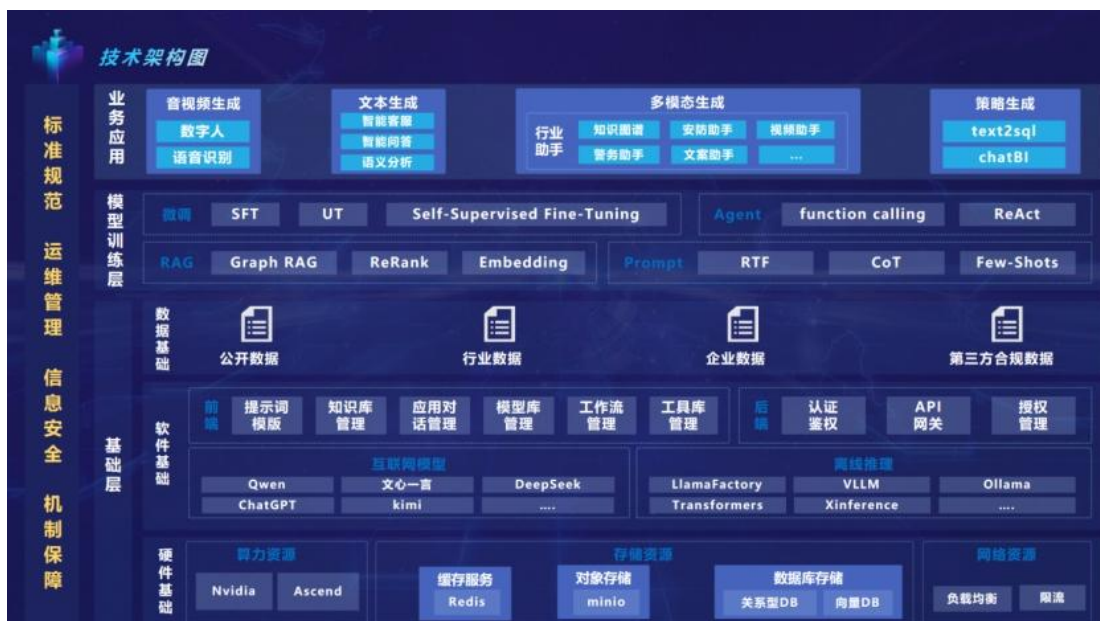 技术架构图
标准规范
运维管理
信息安全
机制保障
业务应用
音视频生成
数字人
语音识别
文本生成
智能客服
智能问答
语义分析
多模态生成
行业助手
知识图谱 安防助手 视频助手
警务助手 文案助手 ...
策略生成
text2sql
chatBI
模型训练层
微调 SFT UT Self-Supervised Fine-Tuning
Agent function calling ReAct
RAG Graph RAG ReRank Embedding
Prompt RTF CoT Few-Shots
基础层
数据基础
公开数据 行业数据 企业数据 第三方合规数据
软件基础
前端
提示词模版
知识库管理
应用对话管理
模型库管理
工作流管理
工具库管理
后端
认证鉴权
API网关
授权管理
互联网模型
Qwen 文心一言 DeepSeek
ChatGPT kimi ....
离线推理
LlamaFactory VLLM Ollama
Transformers Xinference ....
硬件基础
算力资源
Nvidia Ascend
存储资源
缓存服务
Redis
对象存储
minio
数据库存储
关系型DB 向量DB
网络资源
负载均衡 限流